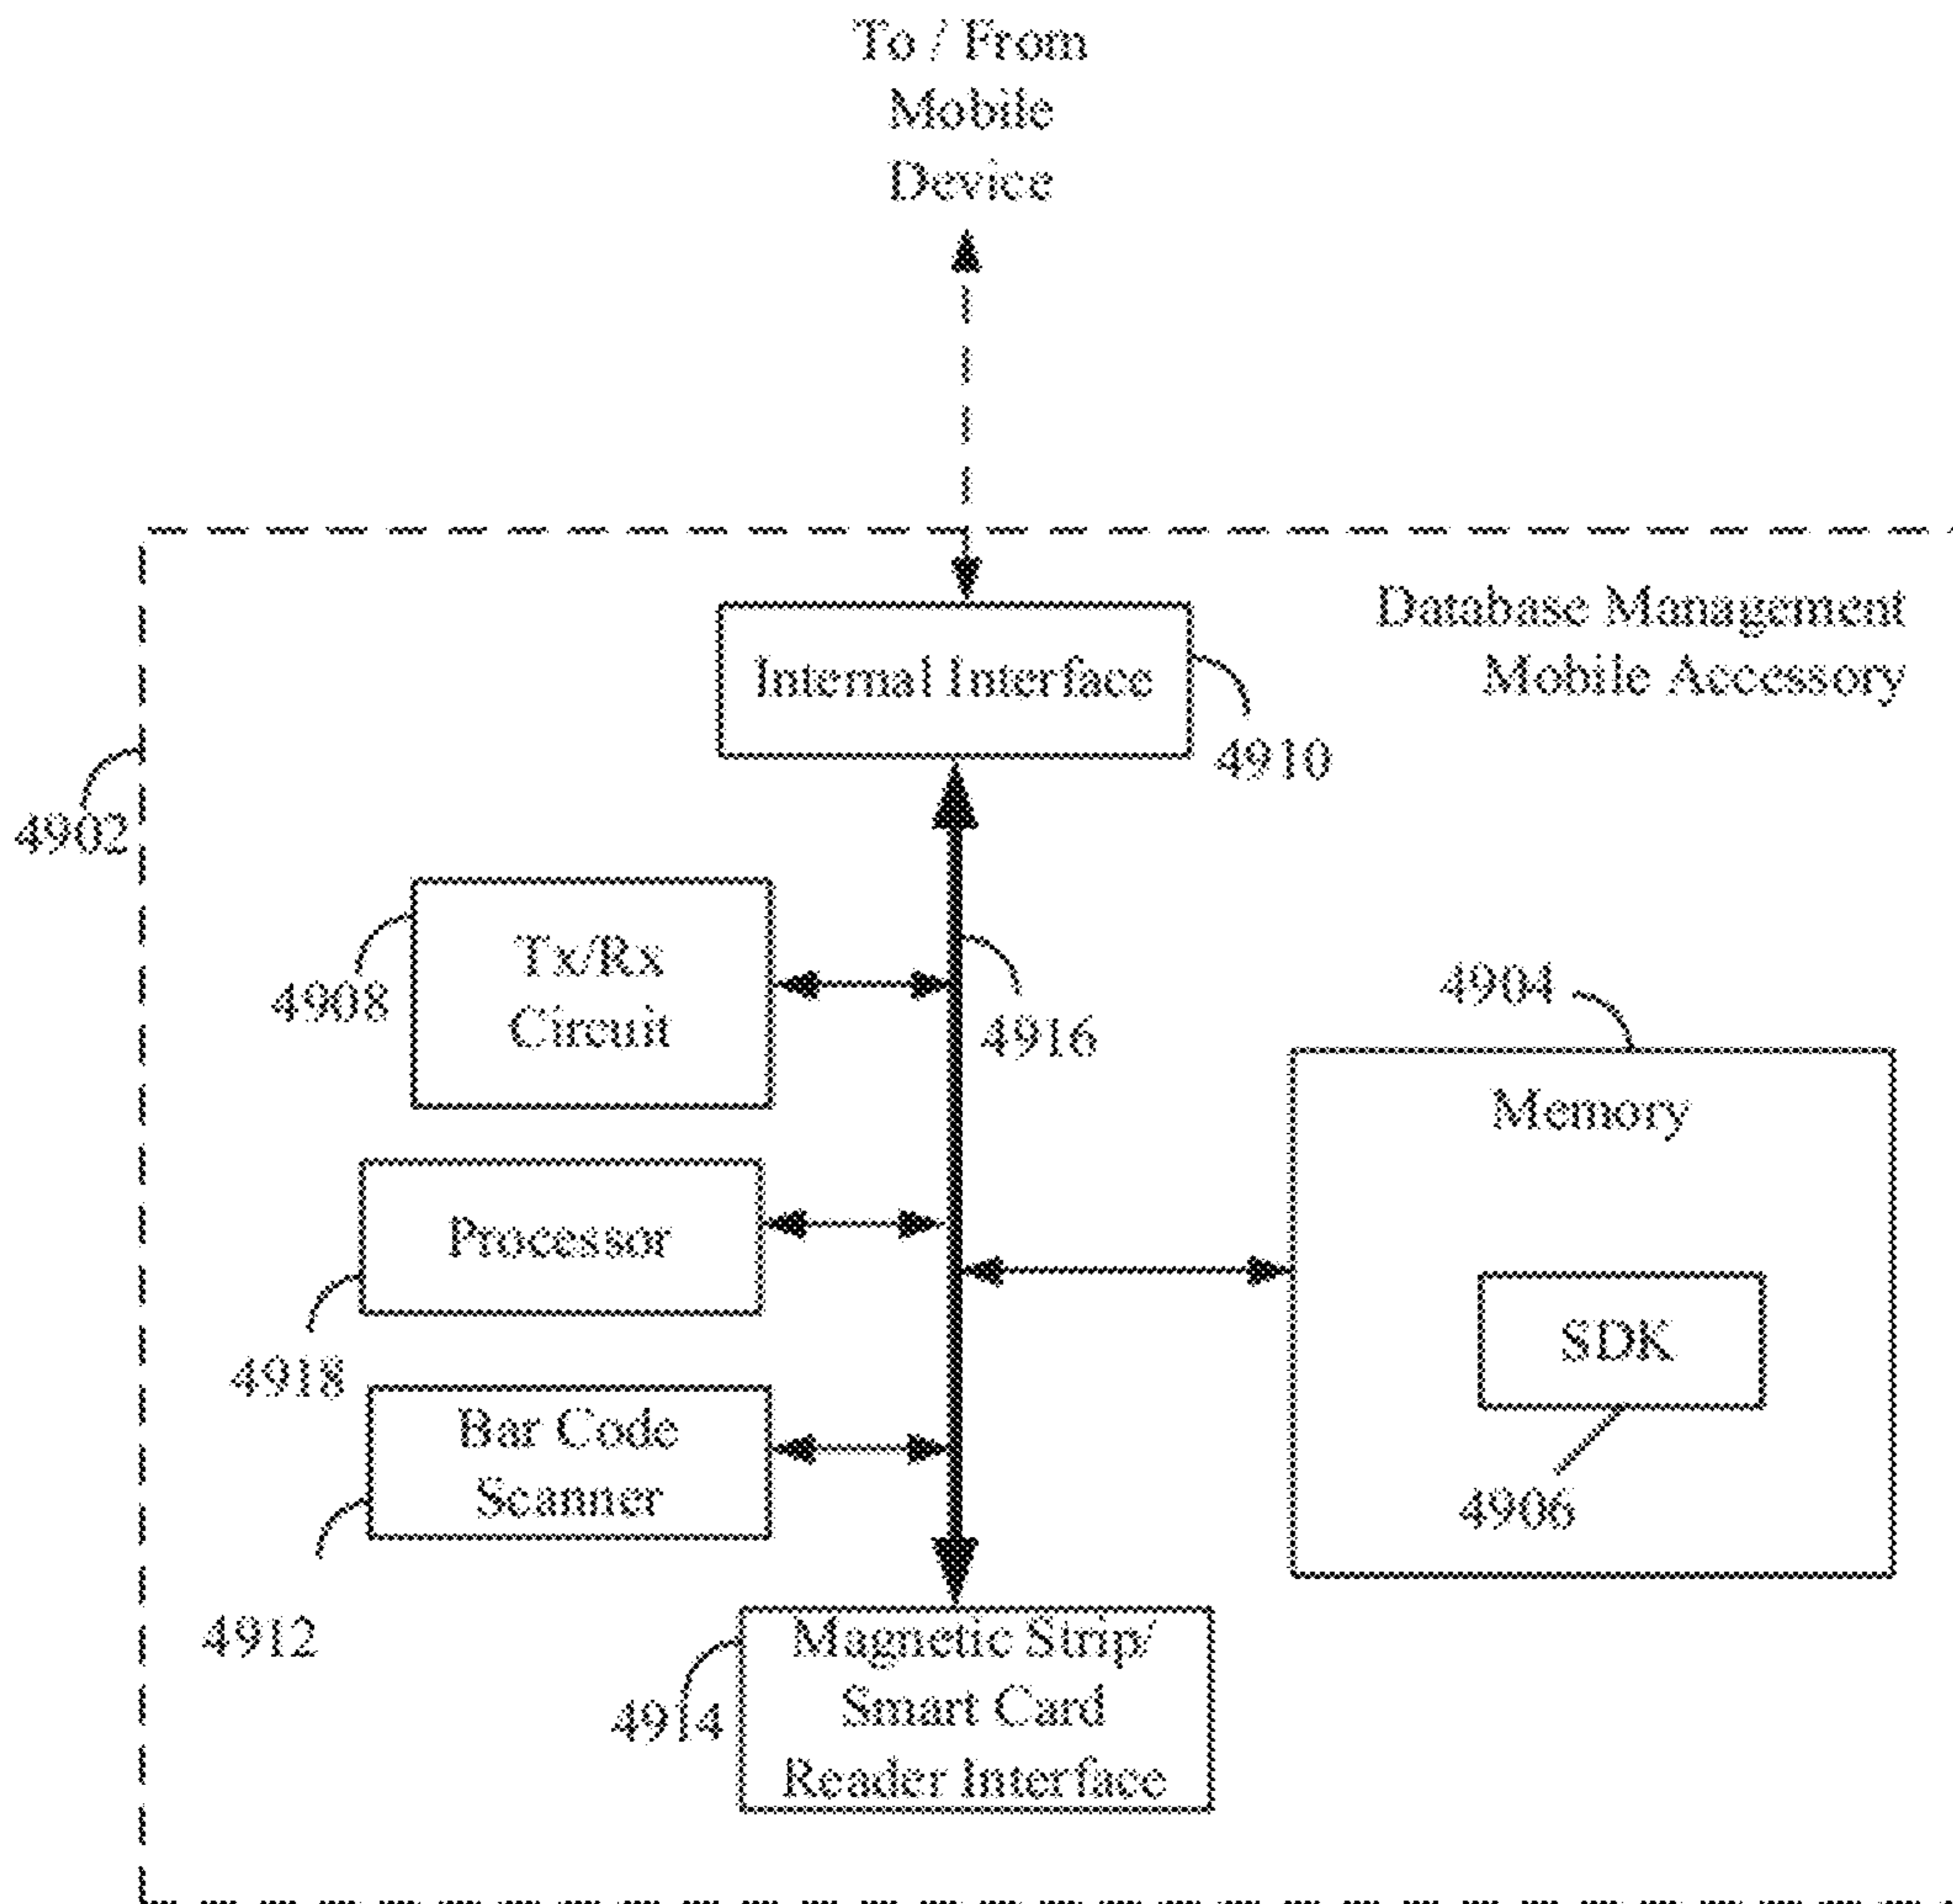 To / From
Mobile
Device
Database Management
Mobile Accessory
Internal Interface
4910
4902
Tx/Rx
Circuit
4908
4916
4904
Memory
Processor
4918
SDK
4906
Bar Code
Scanner
4912
Magnetic Strip/
Smart Card
Reader Interface
4914